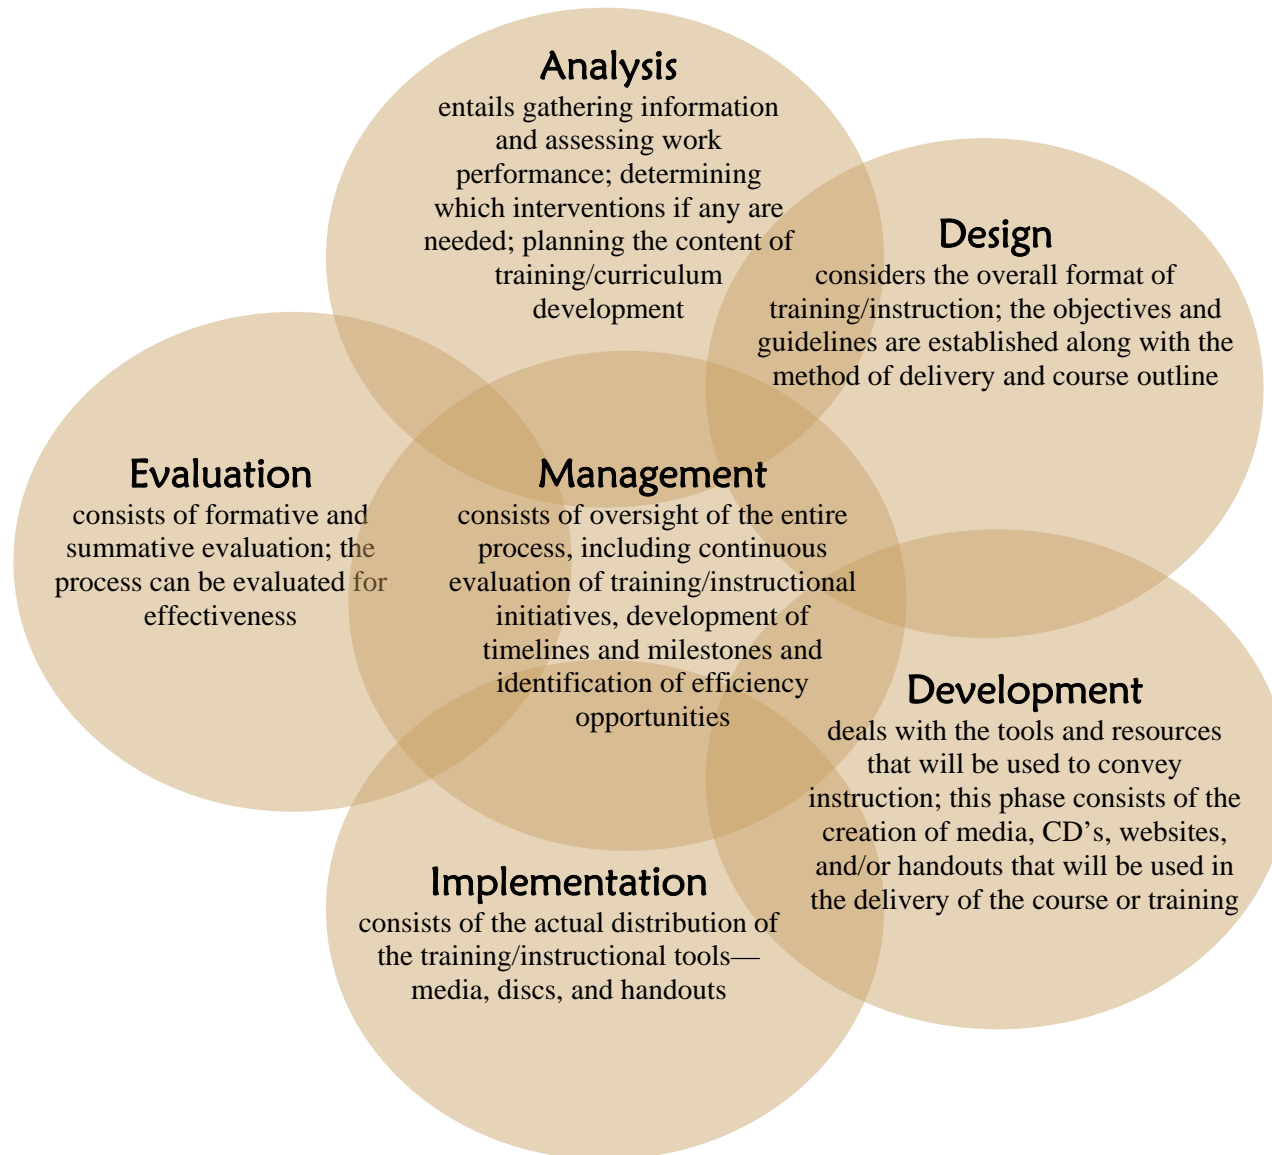 Analysis
entails gathering information
and assessing work
performance; determining
which interventions if any are
needed; planning the content of
training/curriculum
development
Design
considers the overall format of
training/instruction; the objectives and
guidelines are established along with the
method of delivery and course outline
Evaluation
consists of formative and
summative evaluation; the
process can be evaluated for
effectiveness
Management
consists of oversight of the entire
process, including continuous
evaluation of training/instructional
initiatives, development of
timelines and milestones and
identification of efficiency
opportunities
Development
deals with the tools and resources
that will be used to convey
instruction; this phase consists of the
creation of media, CD’s, websites,
and/or handouts that will be used in
the delivery of the course or training
Implementation
consists of the actual distribution of
the training/instructional tools—
media, discs, and handouts